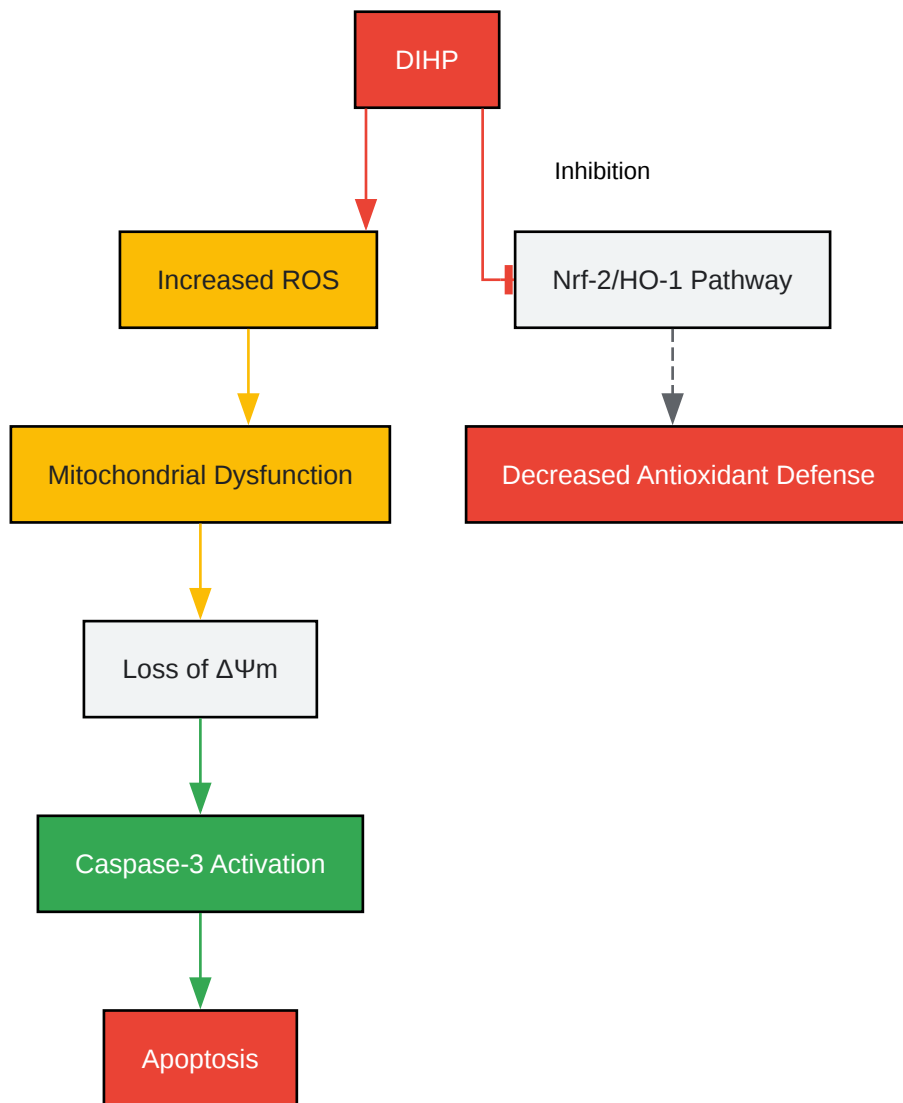 DIHP
Inhibition
Increased ROS
Nrf-2/HO-1 Pathway
Mitochondrial Dysfunction
Decreased Antioxidant Defense
Loss of ΔΨm
Caspase-3 Activation
Apoptosis